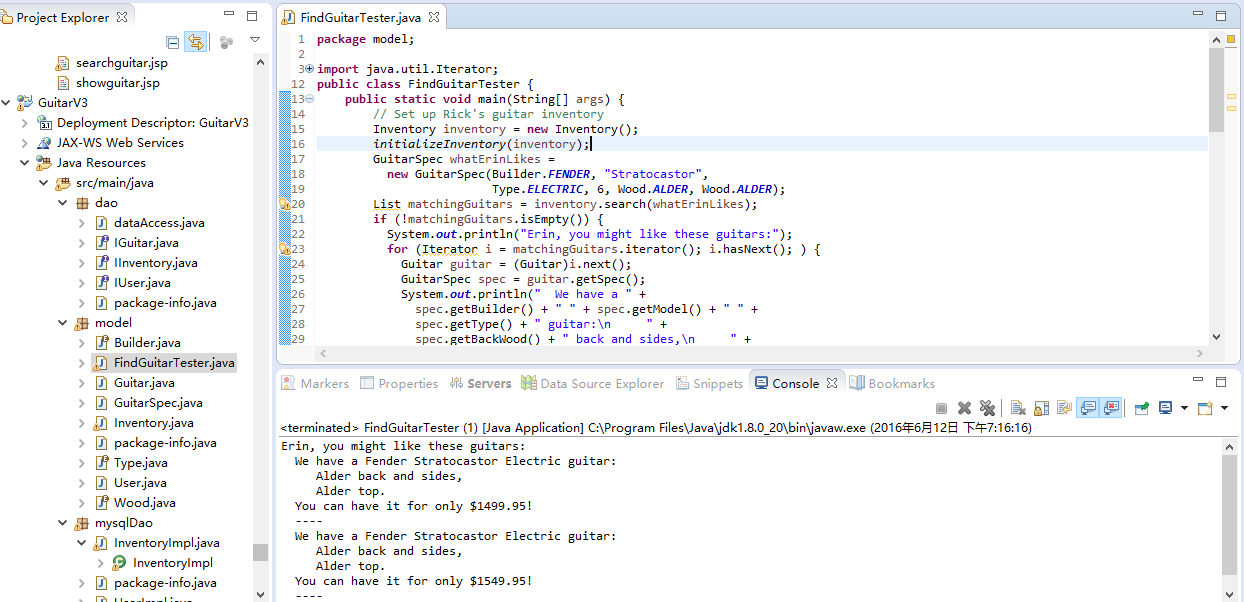 Project Explorer
searchguitar.jsp
showguitar.jsp
GuitarV3
Deployment Descriptor: GuitarV3
JAX-WS Web Services
Java Resources
src/main/java
dao
dataAccess.java
IGuitar.java
IInventory.java
IUser.java
package-info.java
model
Builder.java
FindGuitarTester.java
Guitar.java
GuitarSpec.java
Inventory.java
package-info.java
Type.java
User.java
Wood.java
mysqlDao
InventoryImpl.java
InventoryImpl
package-info.java
UserImpl.java
FindGuitarTester.java
1 package model;
2
3 import java.util.Iterator;
12 public class FindGuitarTester {
13 public static void main(String[] args) {
14 // Set up Rick's guitar inventory
15 Inventory inventory = new Inventory();
16 initializeInventory(inventory);
17 GuitarSpec whatErinLikes =
18 new GuitarSpec(Builder.FENDER, "Stratocastor",
19 Type.ELECTRIC, 6, Wood.ALDER, Wood.ALDER);
20 List matchingGuitars = inventory.search(whatErinLikes);
21 if (!matchingGuitars.isEmpty()) {
22 System.out.println("Erin, you might like these guitars:");
23 for (Iterator i = matchingGuitars.iterator(); i.hasNext(); ) {
24 Guitar guitar = (Guitar)i.next();
25 GuitarSpec spec = guitar.getSpec();
26 System.out.println("  We have a " +
27 spec.getBuilder() + " " + spec.getModel() + " " +
28 spec.getType() + " guitar:\n     " +
29 spec.getBackWood() + " back and sides,\n     " +
Markers Properties Servers Data Source Explorer Snippets Console Bookmarks
<terminated> FindGuitarTester (1) [Java Application] C:\Program Files\Java\jdk1.8.0_20\bin\javaw.exe (2016年6月12日 下午7:16:16)
Erin, you might like these guitars:
We have a Fender Stratocastor Electric guitar:
Alder back and sides,
Alder top.
You can have it for only $1499.95!
----
We have a Fender Stratocastor Electric guitar:
Alder back and sides,
Alder top.
You can have it for only $1549.95!
----